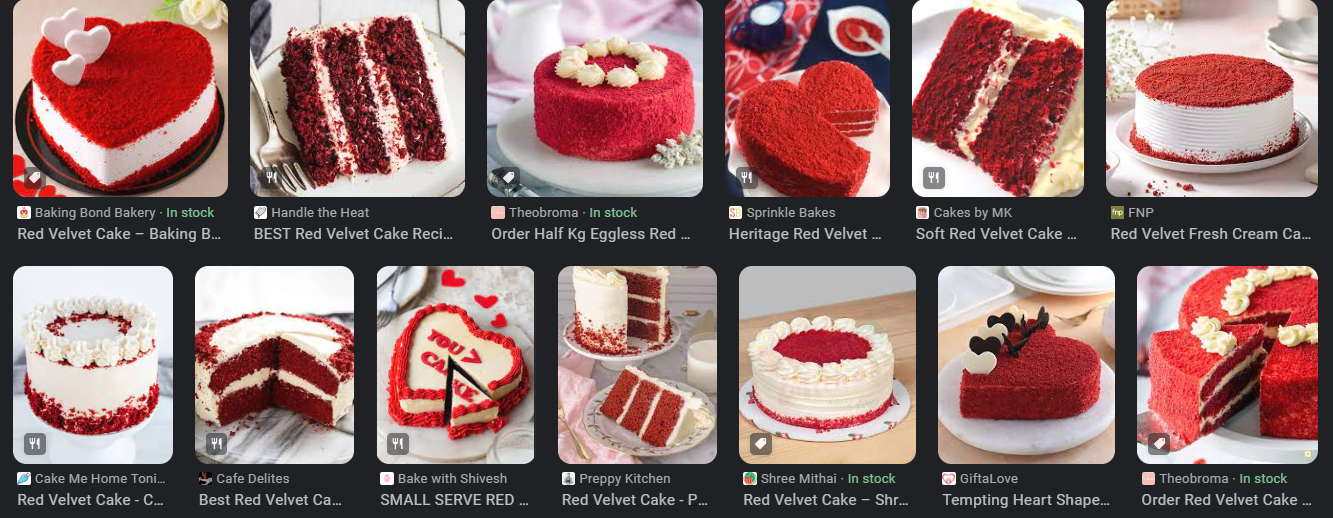 Baking Bond Bakery · In stock
Red Velvet Cake – Baking B...
Handle the Heat
BEST Red Velvet Cake Reci...
Theobroma · In stock
Order Half Kg Eggless Red ...
Sprinkle Bakes
Heritage Red Velvet ...
Cakes by MK
Soft Red Velvet Cake ...
fnp FNP
Red Velvet Fresh Cream Ca...
Cake Me Home Toni...
Red Velvet Cake - C...
Cafe Delites
Best Red Velvet Ca...
YOU 7
CAKE
Bake with Shivesh
SMALL SERVE RED ...
Preppy Kitchen
Red Velvet Cake - P...
Shree Mithai · In stock
Red Velvet Cake – Shr...
GiftaLove
Tempting Heart Shape...
Theobroma · In stock
Order Red Velvet Cake ...